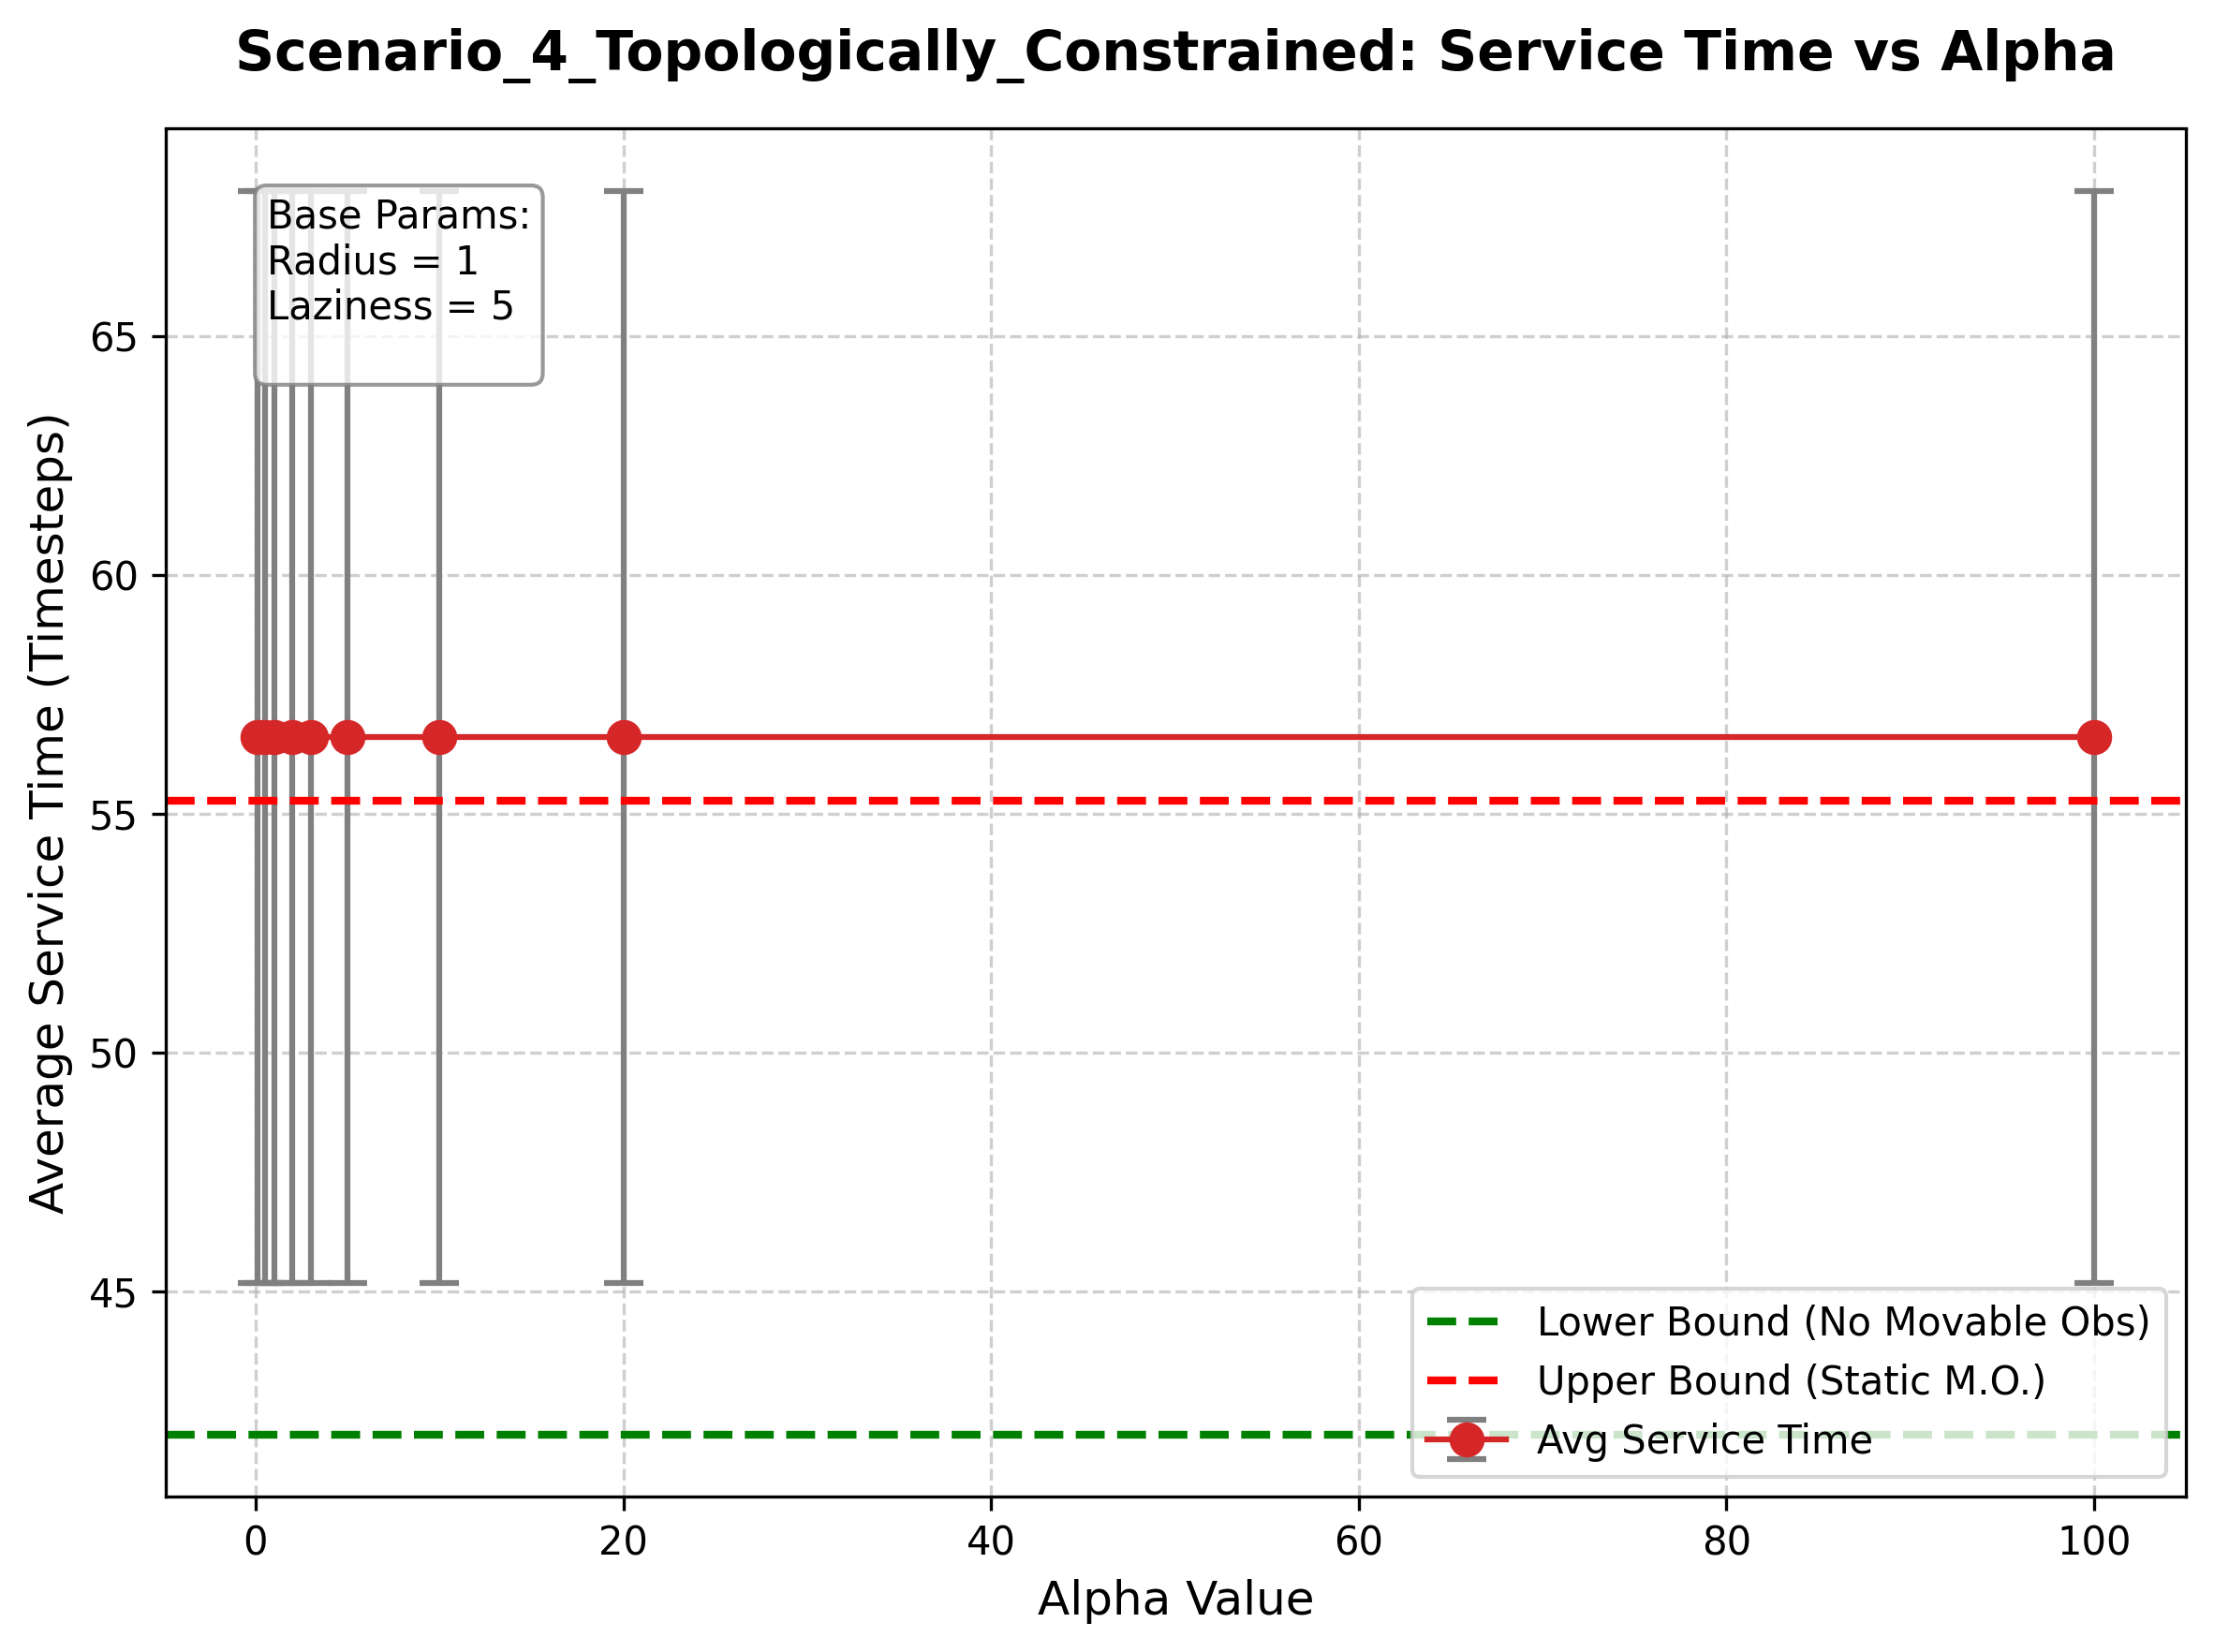 Scenario_4_Topologically_Constrained: Service Time vs Alpha
Average Service Time (Timesteps)
65
60
55
50
45
Base Params:
Radius = 1
Laziness = 5
Lower Bound (No Movable Obs)
Upper Bound (Static M.O.)
Avg Service Time
0 20 40 60 80 100
Alpha Value